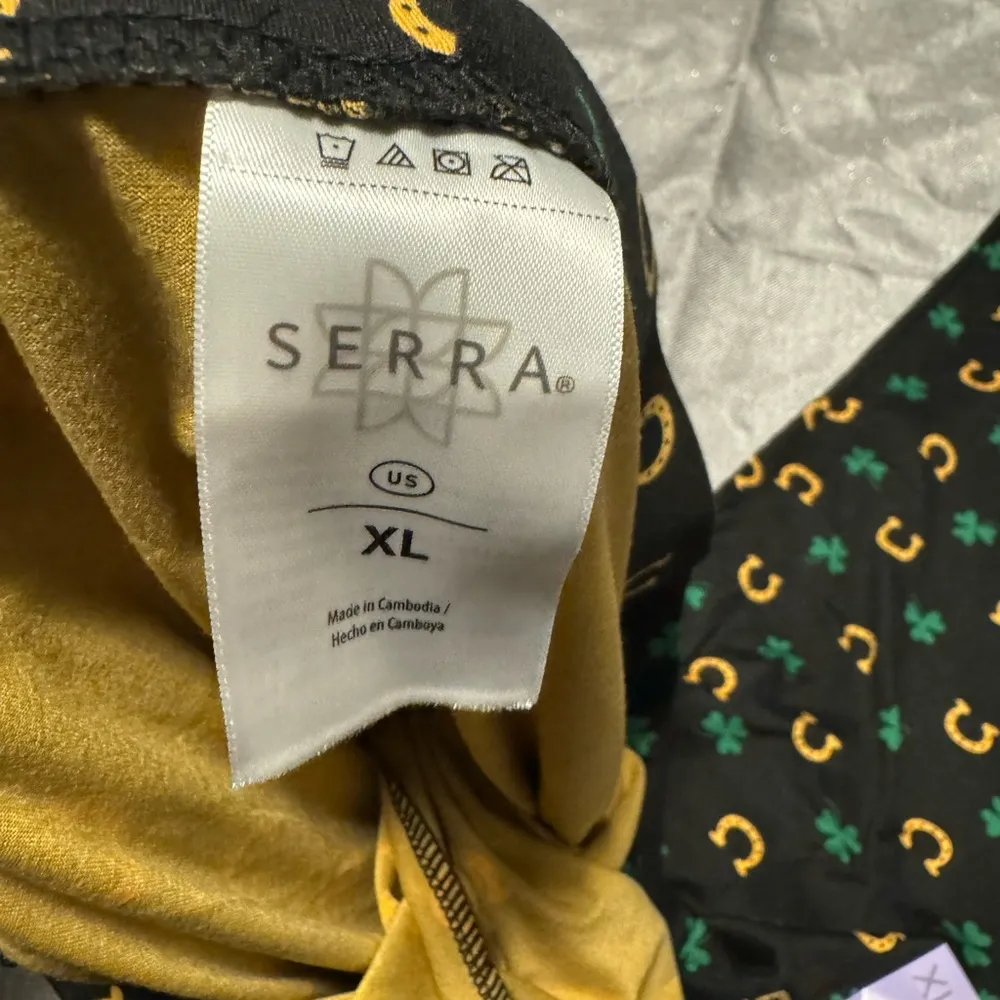 SERRA®
US
XL
Made in Cambodia /
Hecho en Camboya
X